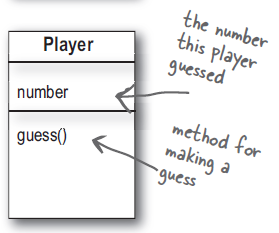 Player
number
guess()
the number
this player
guessed
method for
making a
guess